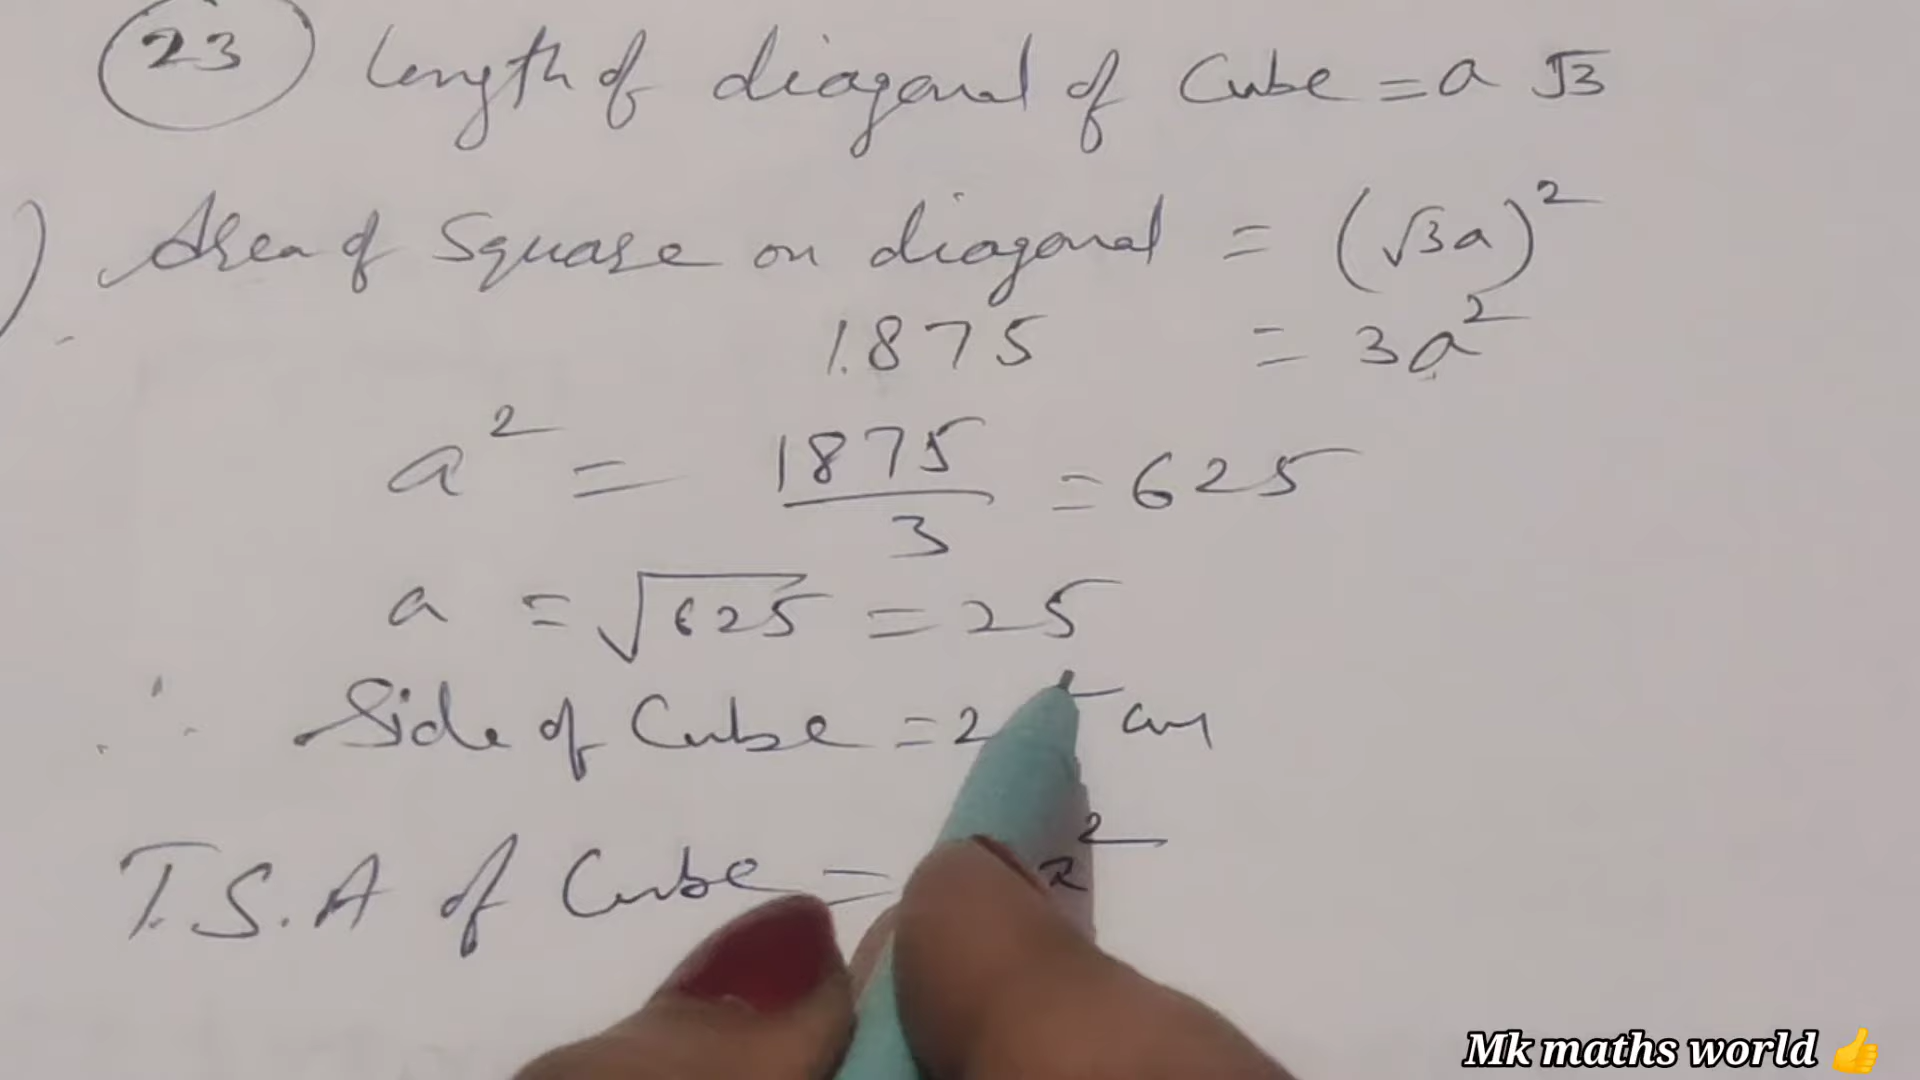 23 Length of diagonal of Cube = a √3
) Area of Square on diagonal = (√3a)²
1875 = 3a²
a² = 1875/3 = 625
a = √625 = 25
∴ Side of Cube = 2 cm
T.S.A of Cube =
Mk maths world 👍